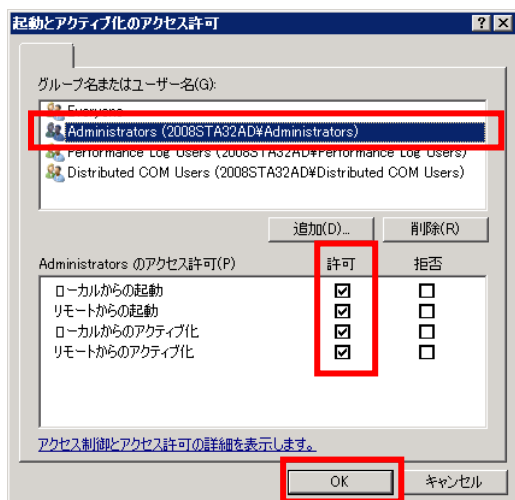 起動とアクティブ化のアクセス許可
グループ名またはユーザー名(G):
Everyone
Administrators (2008STA32AD¥Administrators)
Performance Log Users (2008STA32AD¥Performance Log Users)
Distributed COM Users (2008STA32AD¥Distributed COM Users)
追加(D)... 削除(R)
Administrators のアクセス許可(P) 許可 拒否
ローカルからの起動
リモートからの起動
ローカルからのアクティブ化
リモートからのアクティブ化
アクセス制御とアクセス許可の詳細を表示します。
OK キャンセル